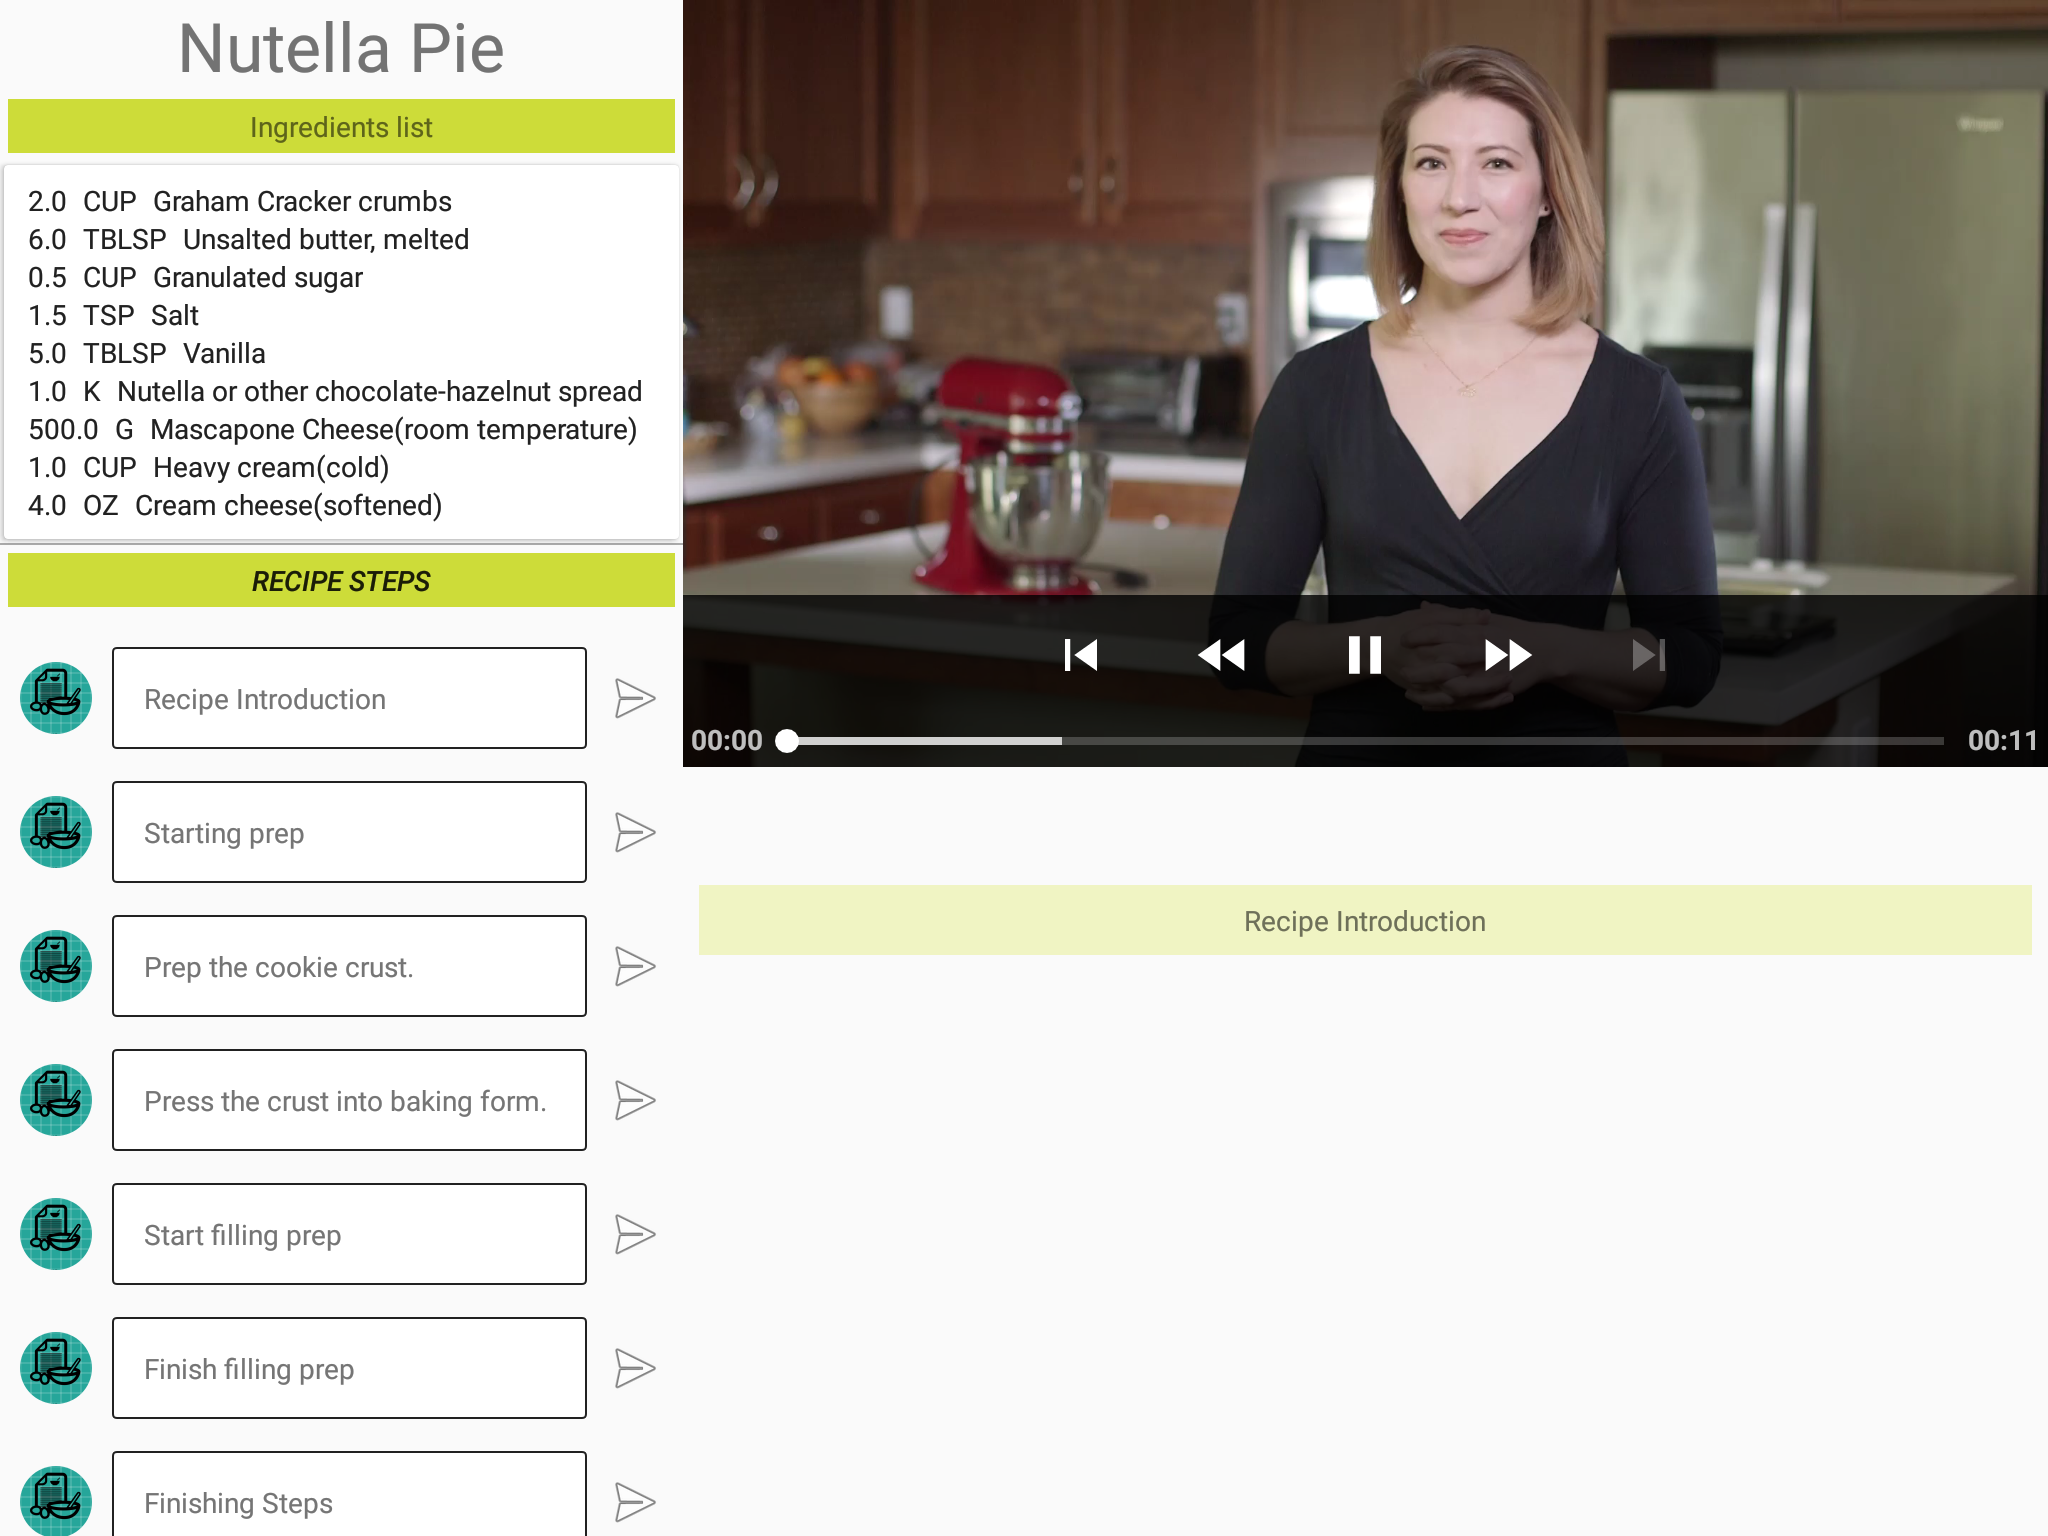 Nutella Pie
Ingredients list
2.0 CUP Graham Cracker crumbs
6.0 TBLSP Unsalted butter, melted
0.5 CUP Granulated sugar
1.5 TSP Salt
5.0 TBLSP Vanilla
1.0 K Nutella or other chocolate-hazelnut spread
500.0 G Mascapone Cheese(room temperature)
1.0 CUP Heavy cream(cold)
4.0 OZ Cream cheese(softened)
RECIPE STEPS
Recipe Introduction
Starting prep
Prep the cookie crust.
Press the crust into baking form.
Start filling prep
Finish filling prep
Finishing Steps
00:00
00:11
Recipe Introduction